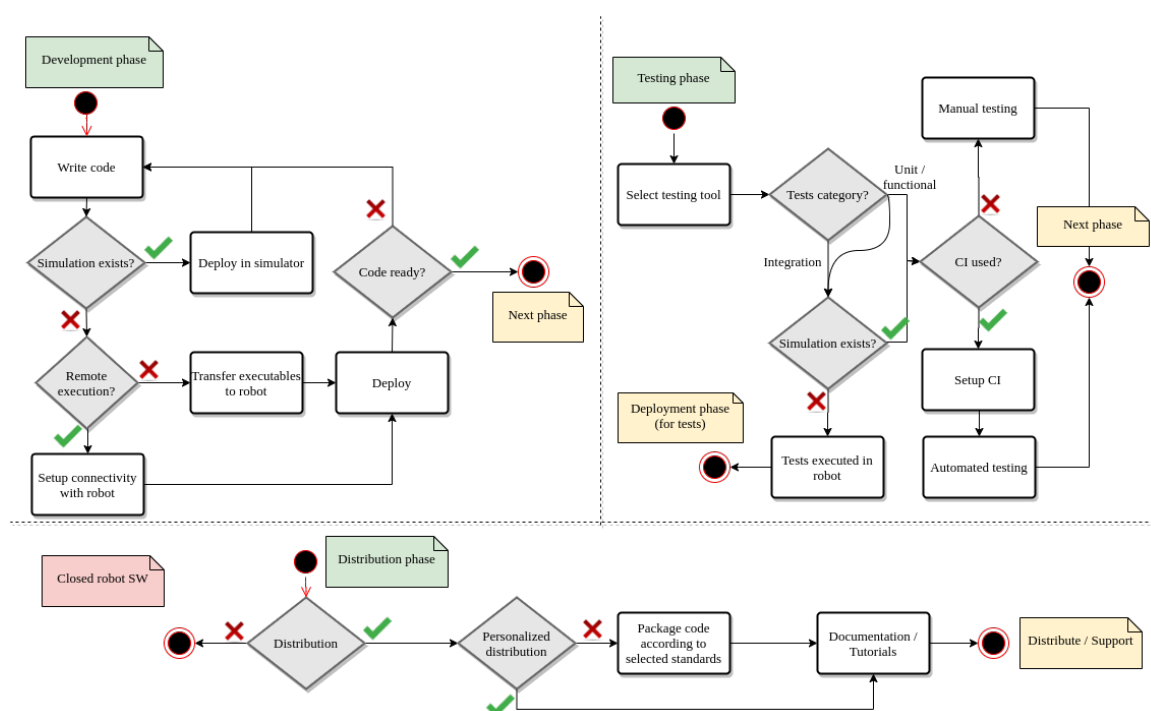 Development phase
Write code
Simulation exists?
Deploy in simulator
Code ready?
Next phase
Remote
execution?
Transfer executables
to robot
Deploy
Setup connectivity
with robot
Testing phase
Select testing tool
Tests category?
Unit /
functional
Integration
Simulation exists?
Deployment phase
(for tests)
Tests executed in
robot
Manual testing
Next phase
CI used?
Setup CI
Automated testing
Closed robot SW
Distribution phase
Distribution
Personalized
distribution
Package code
according to
selected standards
Documentation /
Tutorials
Distribute / Support